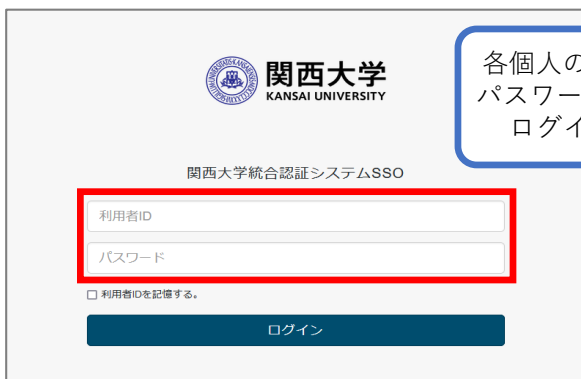 関西大学
KANSAI UNIVERSITY
各個人の
パスワー
ログイ
関西大学統合認証システムSSO
利用者ID
パスワード
利用者IDを記憶する。
ログイン